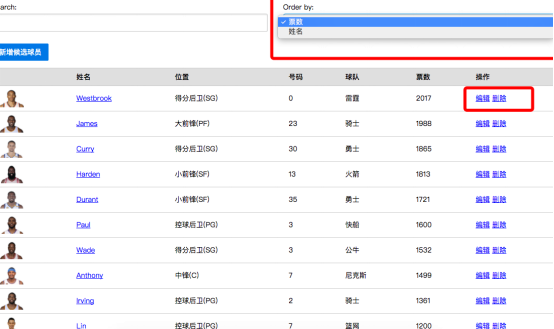 arch:
Order by:
✓ 票数
姓名
新增候选球员
姓名 位置 号码 球队 票数 操作
Westbrook 得分后卫(SG) 0 雷霆 2017 编辑 删除
James 大前锋(PF) 23 骑士 1988 编辑 删除
Curry 得分后卫(SG) 30 勇士 1865 编辑 删除
Harden 小前锋(SF) 13 火箭 1813 编辑 删除
Durant 小前锋(SF) 35 勇士 1721 编辑 删除
Paul 控球后卫(PG) 3 快船 1600 编辑 删除
Wade 得分后卫(SG) 3 公牛 1532 编辑 删除
Anthony 中锋(C) 7 尼克斯 1499 编辑 删除
Irving 控球后卫(PG) 2 骑士 1361 编辑 删除
Lin 控球后卫(PG) 7 篮网 1200 编辑 删除